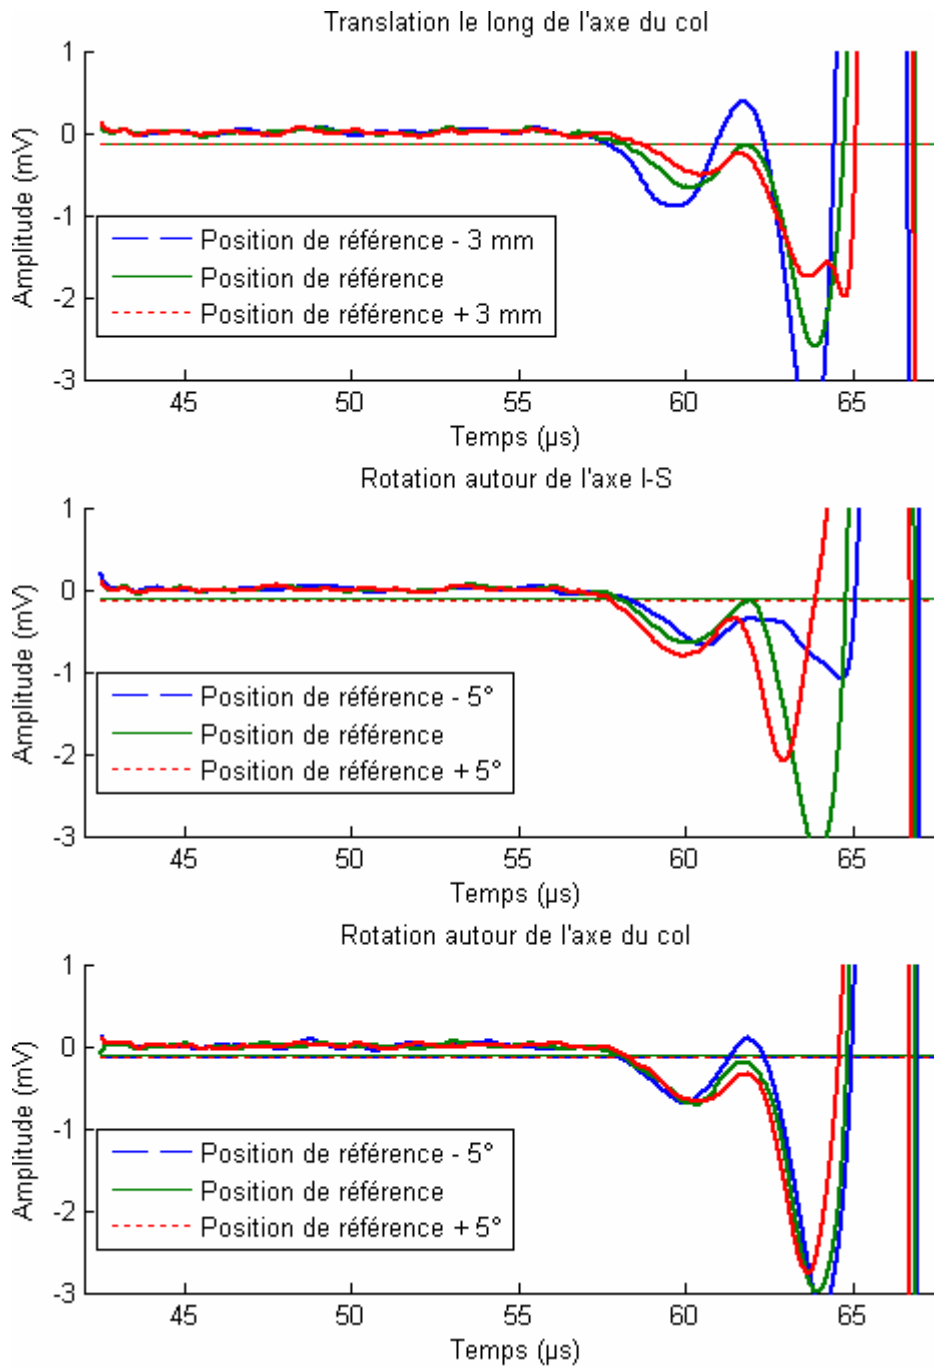 Translation le long de l'axe du col
1
0
-1
-2
-3
Amplitude (mV)
Position de référence - 3 mm
Position de référence
Position de référence + 3 mm
45 50 55 60 65
Temps (µs)
Rotation autour de l'axe I-S
1
0
-1
-2
-3
Amplitude (mV)
Position de référence - 5°
Position de référence
Position de référence + 5°
45 50 55 60 65
Temps (µs)
Rotation autour de l'axe du col
1
0
-1
-2
-3
Amplitude (mV)
Position de référence - 5°
Position de référence
Position de référence + 5°
45 50 55 60 65
Temps (µs)